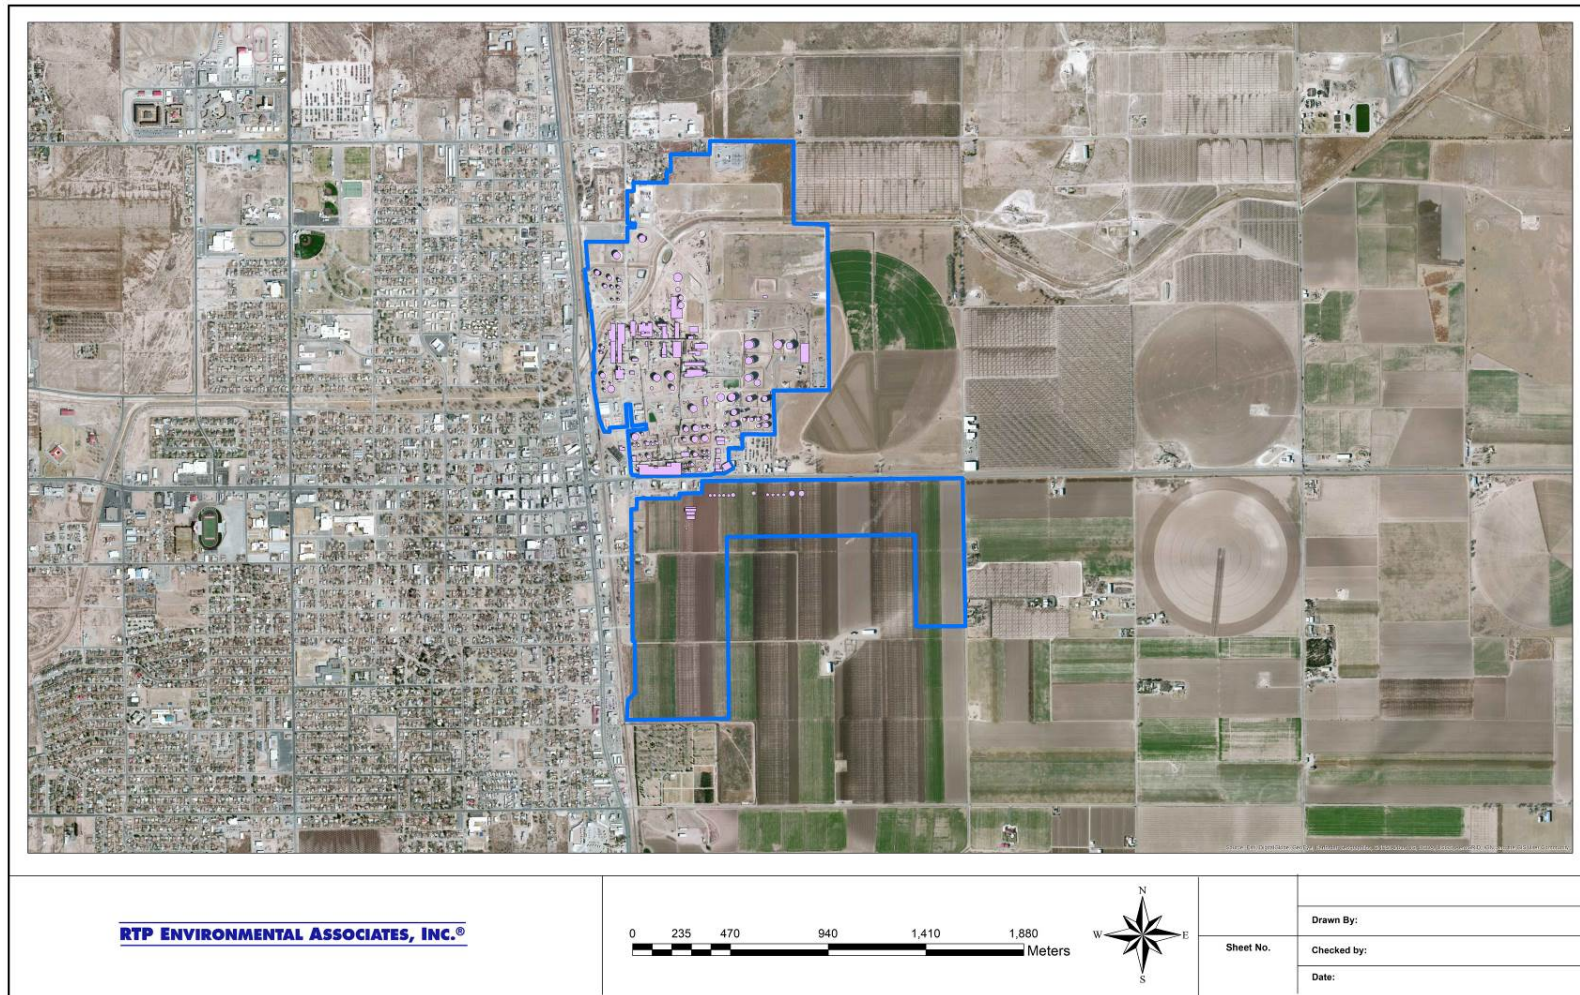 RTP ENVIRONMENTAL ASSOCIATES, INC.®
0 235 470 940 1,410 1,880
Meters
N
W E
S
Sheet No.
Drawn By:
Checked by:
Date: